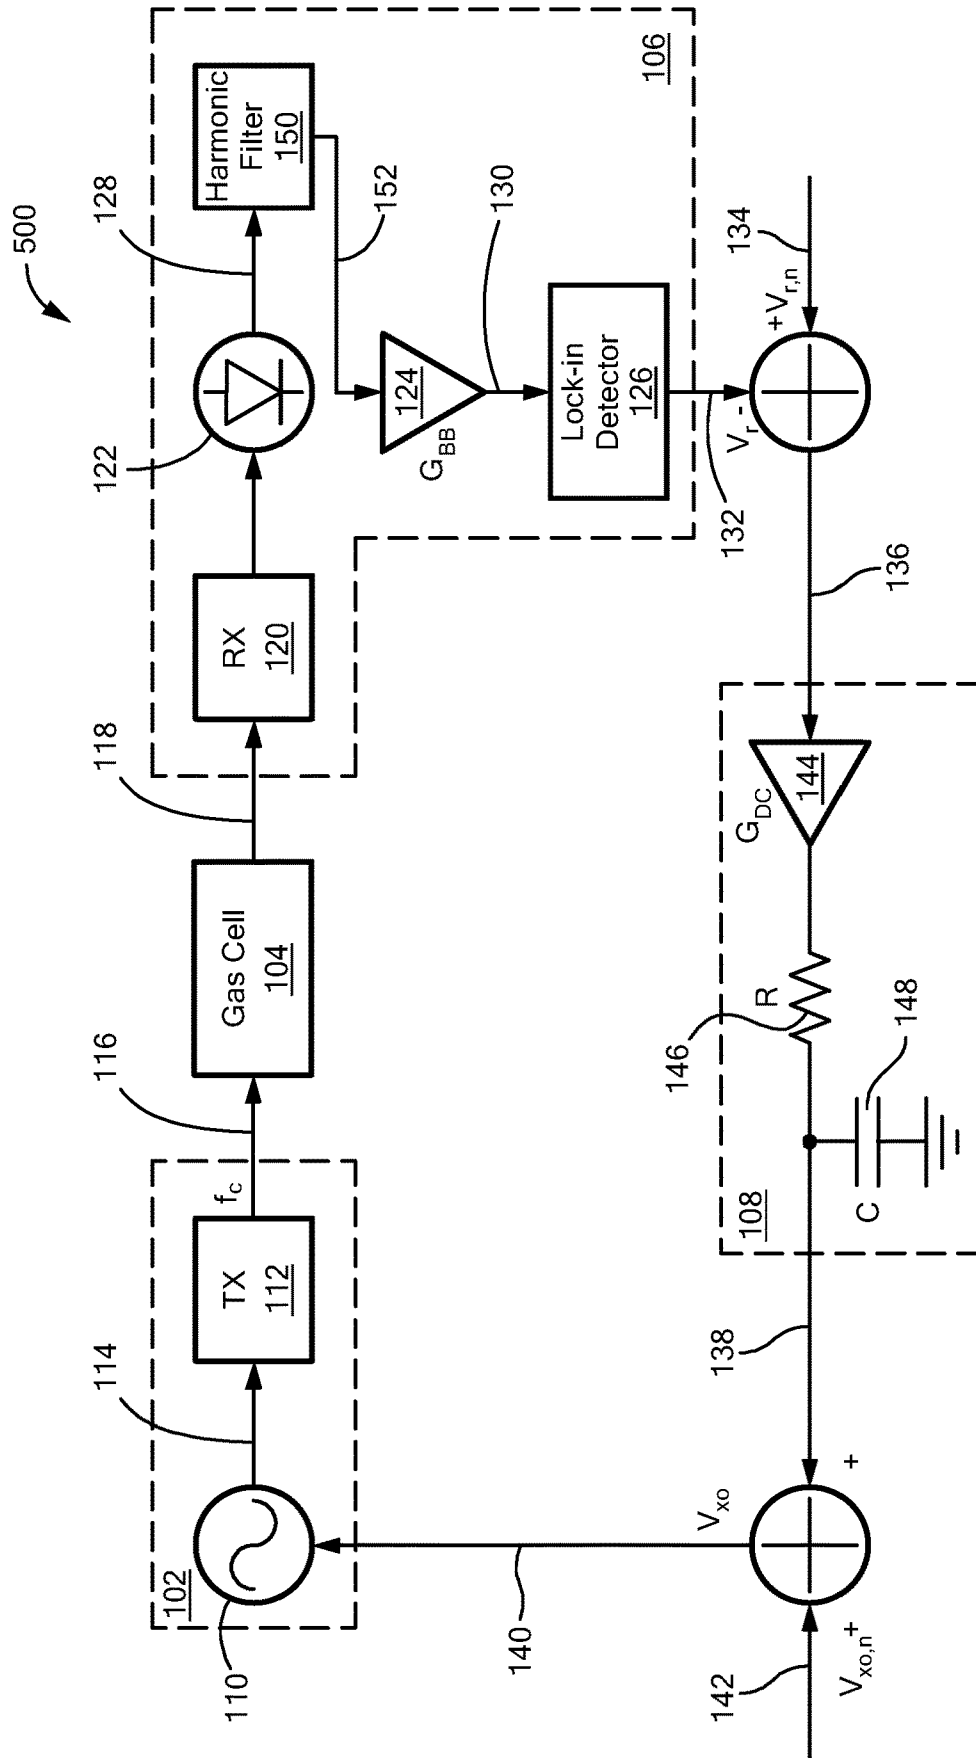 500
102
110
114
TX
112
f_c
116
Gas Cell
104
118
RX
120
122
128
Harmonic
Filter
150
152
106
124
G_BB
130
Lock-in
Detector
126
132
V_r -
+V_r,n
134
136
G_DC
144
R
146
148
C
108
138
+
V_xo
140
142
V_xo,n+